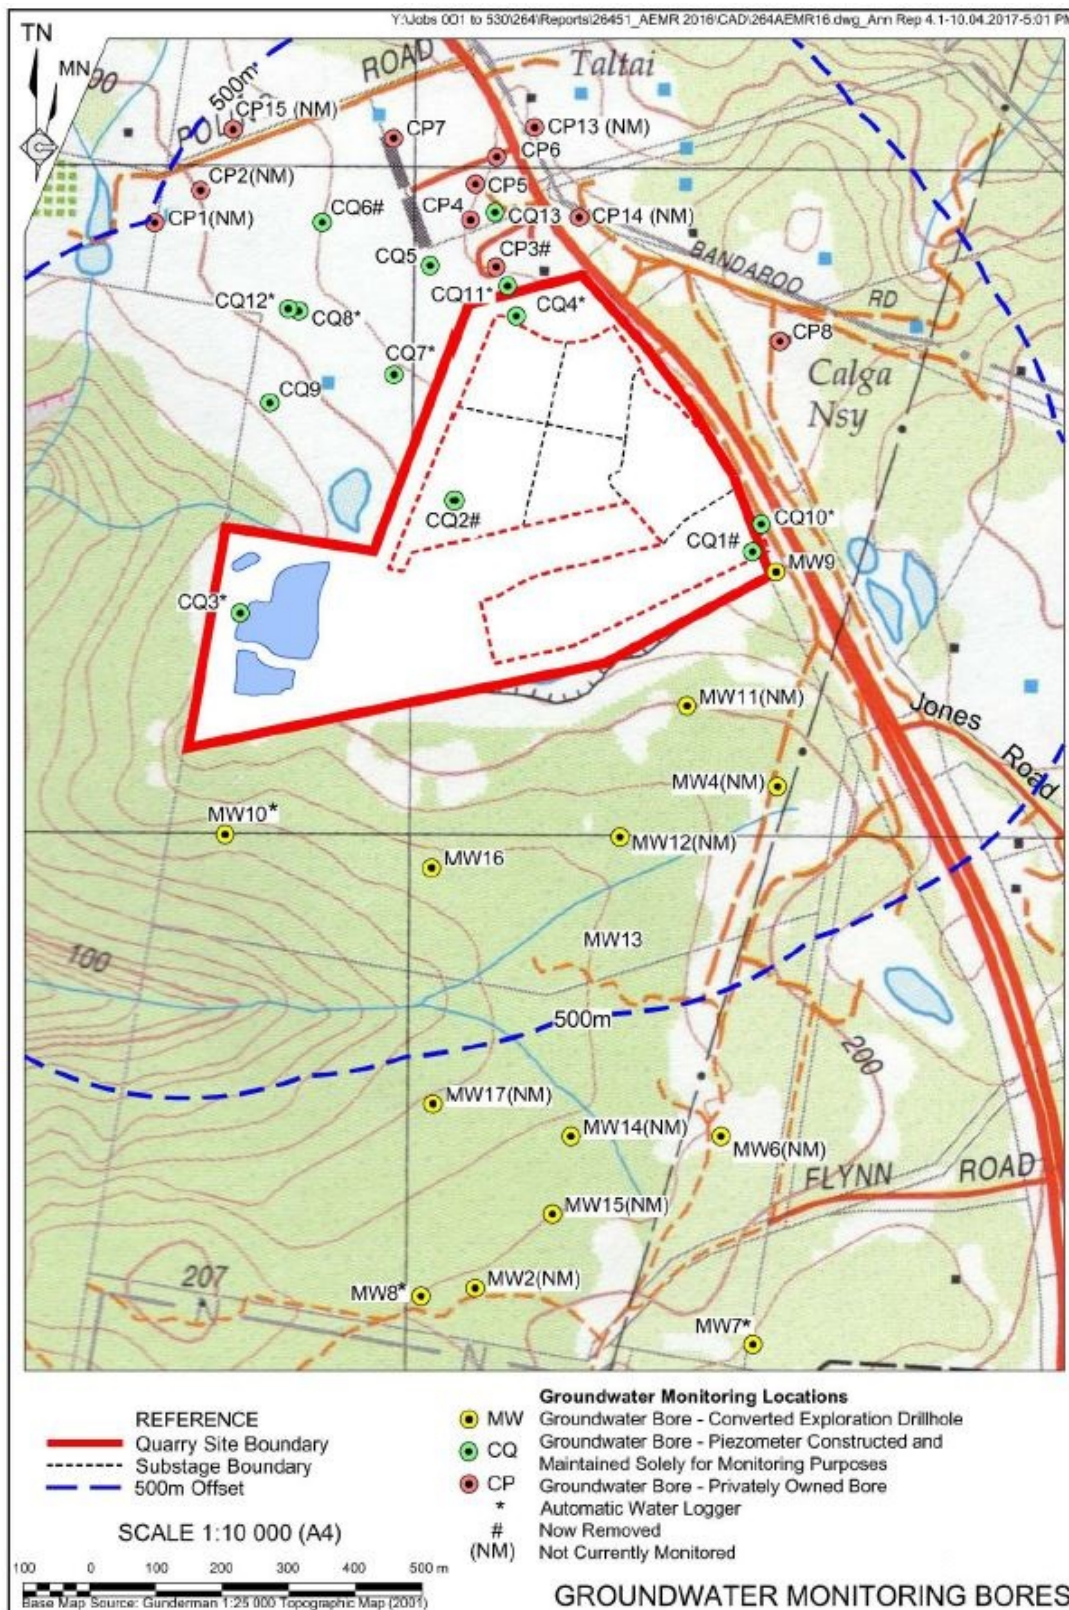 Y:\Jobs 001 to 530\264\Reports\26451_AEMR 2016\CAD\264AEMR16.dwg_Ann Rep 4.1-10.04.2017-5:01 PM
TN
MN
500m
ROAD
Taltai
CP15 (NM)
CP7
CP13 (NM)
CP6
CP2(NM)
CP5
CP1(NM)
CQ6#
CP4
CQ13
CP14 (NM)
CQ5
CP3#
BANDAROO
RD
CQ11*
CQ12*
CQ8*
CQ4*
CP8
CQ7*
Calga
Nsy
CQ9
CQ2#
CQ10*
CQ1#
MW9
CQ3*
MW11(NM)
Jones
Road
MW4(NM)
MW10*
MW12(NM)
MW16
MW13
100
500m
200
MW17(NM)
MW14(NM)
MW6(NM)
FLYNN ROAD
MW15(NM)
207
MW8*
MW2(NM)
MW7*
N
N
REFERENCE
Quarry Site Boundary
Substage Boundary
500m Offset
SCALE 1:10 000 (A4)
100 0 100 200 300 400 500 m
Base Map Source: Gunderman 1:25 000 Topographic Map (2001)
Groundwater Monitoring Locations
MW Groundwater Bore - Converted Exploration Drillhole
CQ Groundwater Bore - Piezometer Constructed and
Maintained Solely for Monitoring Purposes
CP Groundwater Bore - Privately Owned Bore
* Automatic Water Logger
# Now Removed
(NM) Not Currently Monitored
GROUNDWATER MONITORING BORES